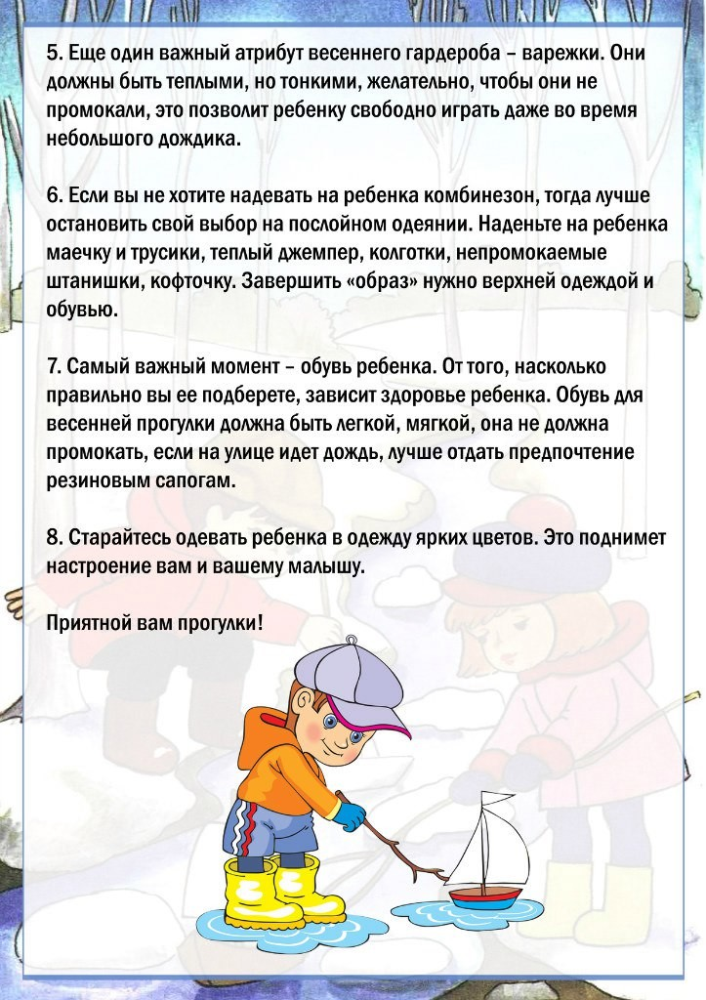 5. Еще один важный атрибут весеннего гардероба – варежки. Они
должны быть теплыми, но тонкими, желательно, чтобы они не
промокали, это позволит ребенку свободно играть даже во время
небольшого дождика.
6. Если вы не хотите надевать на ребенка комбинезон, тогда лучше
остановить свой выбор на послойном одеянии. Наденьте на ребенка
маечку и трусики, теплый джемпер, колготки, непромокаемые
штанишки, кофточку. Завершить «образ» нужно верхней одеждой и
обувью.
7. Самый важный момент – обувь ребенка. От того, насколько
правильно вы ее подберете, зависит здоровье ребенка. Обувь для
весенней прогулки должна быть легкой, мягкой, она не должна
промокать, если на улице идет дождь, лучше отдать предпочтение
резиновым сапогам.
8. Старайтесь одевать ребенка в одежду ярких цветов. Это поднимет
настроение вам и вашему малышу.
Приятной вам прогулки!